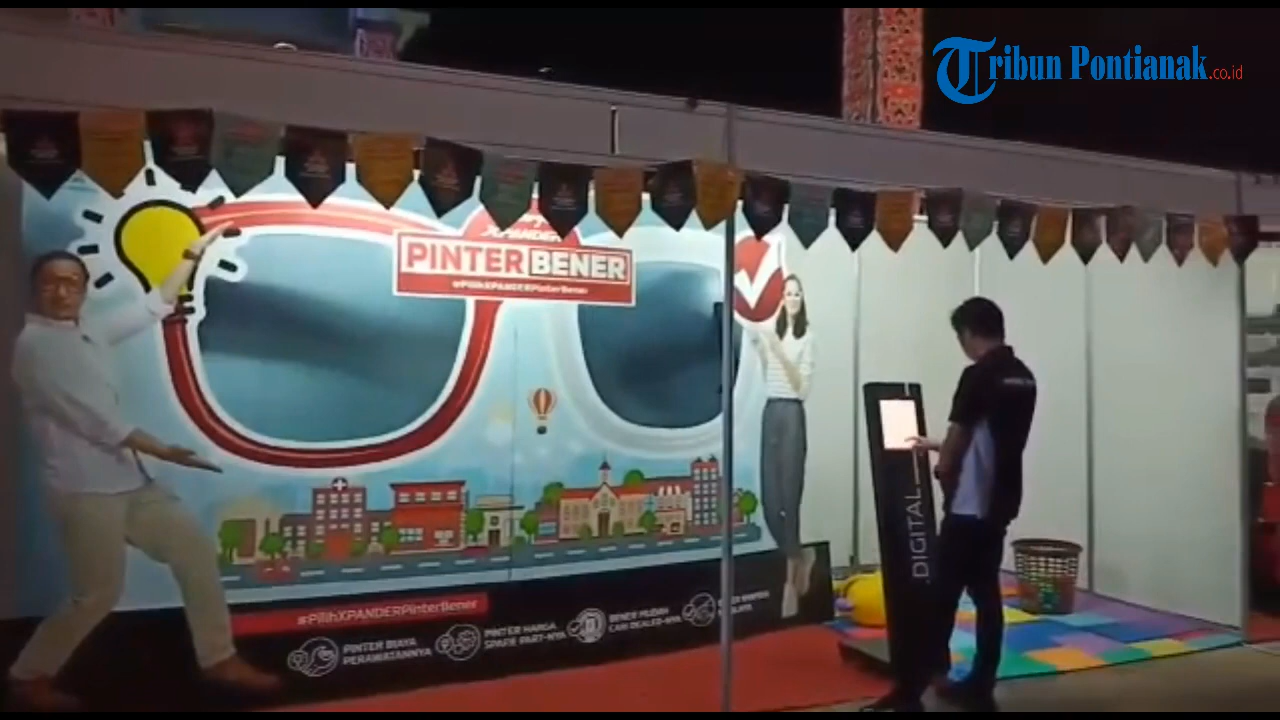 Tribun Pontianak.co.id
XPANDER
PINTER BENER
#PilihXPANDERPinterBener
.DIGITAL
#PilihXPANDERPinterBener
PINTER BIAYA
PERAWATANNYA
PINTER HARGA
SPARE PART-NYA
BENER MUDAH
CARI DEALER-NYA